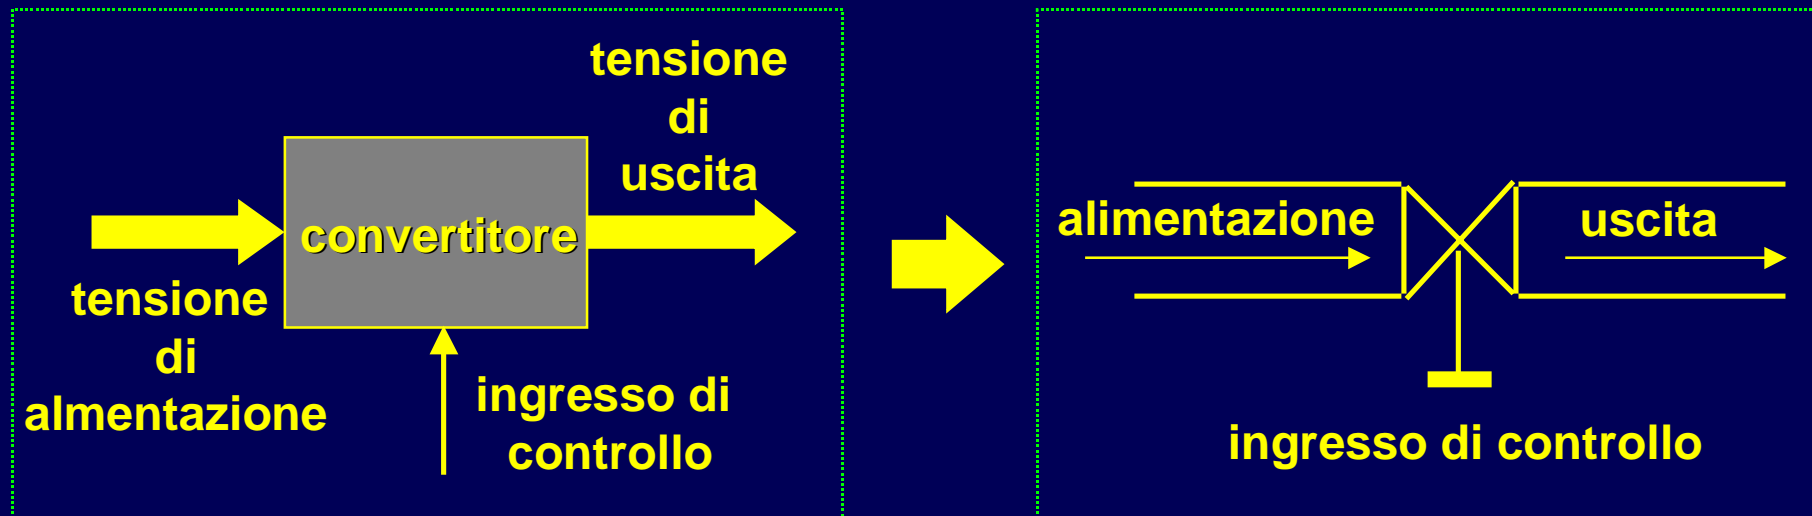 tensione
di
uscita
convertitore
tensione
di
almentazione
ingresso di
controllo
alimentazione
uscita
ingresso di controllo